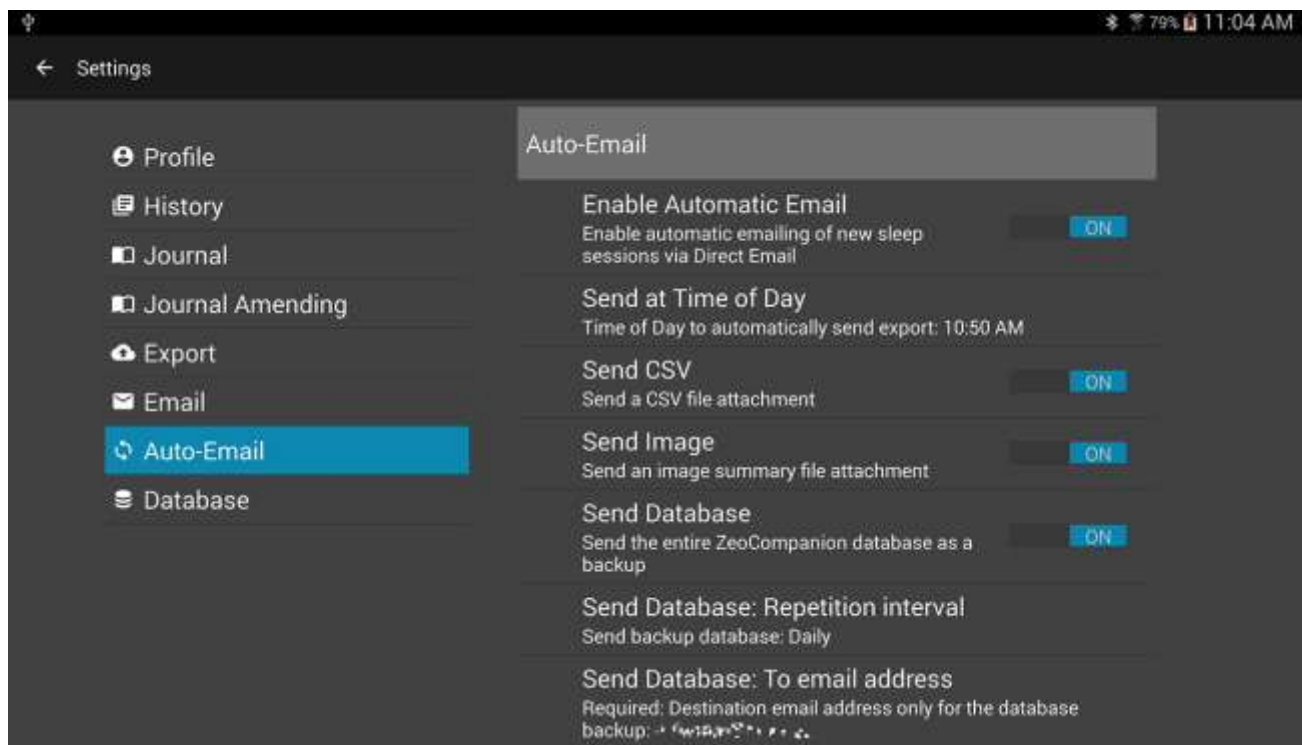 79% 11:04 AM
Settings
Profile
History
Journal
Journal Amending
Export
Email
Auto-Email
Database
Auto-Email
Enable Automatic Email
Enable automatic emailing of new sleep
sessions via Direct Email
ON
Send at Time of Day
Time of Day to automatically send export: 10:50 AM
Send CSV
Send a CSV file attachment
ON
Send Image
Send an image summary file attachment
ON
Send Database
Send the entire ZeoCompanion database as a
backup
ON
Send Database: Repetition interval
Send backup database: Daily
Send Database: To email address
Required: Destination email address only for the database
backup: